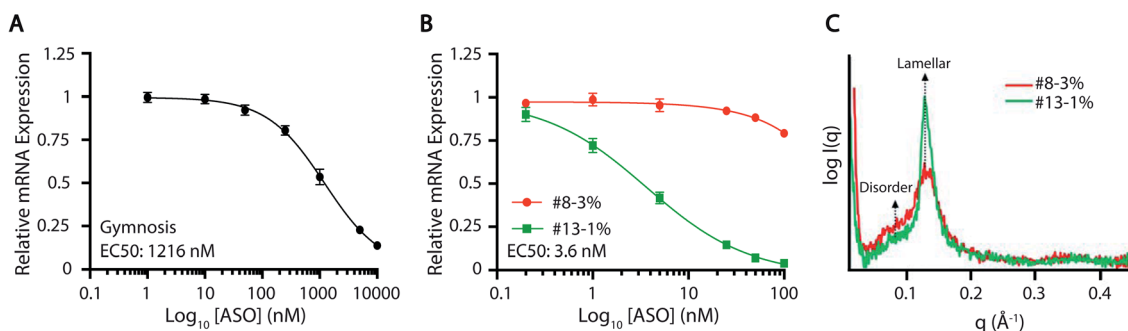 A
Relative mRNA Expression
1.25
1
0.75
0.5
0.25
0
Gymnosis
EC50: 1216 nM
0.1
1
10
100
1000
10000
Log10 [ASO] (nM)
B
Relative mRNA Expression
1.25
1
0.75
0.5
0.25
0
#8-3%
#13-1%
EC50: 3.6 nM
0.1
1
10
100
Log10 [ASO] (nM)
C
log I(q)
Lamellar
Disorder
#8-3%
#13-1%
0.1
0.2
0.3
0.4
q (Å-1)